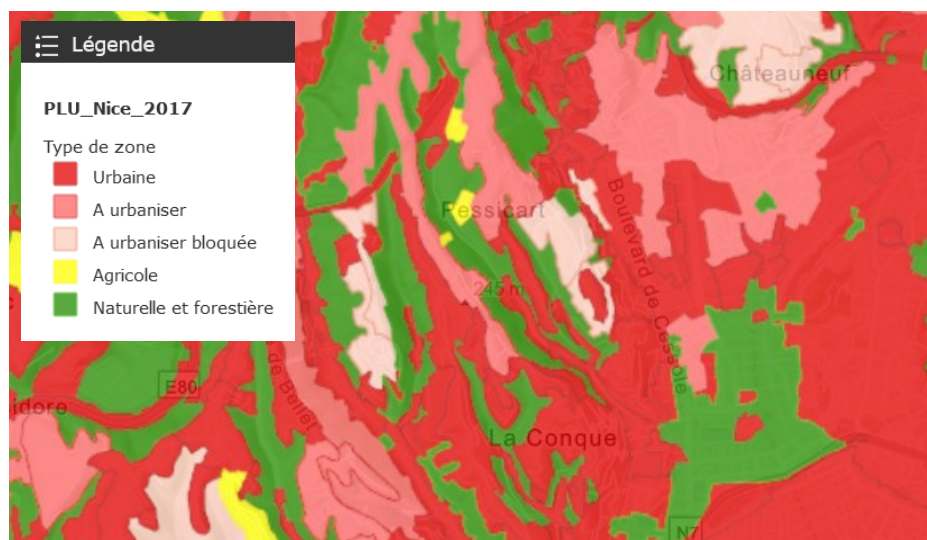 Légende
PLU_Nice_2017
Type de zone
Urbaine
A urbaniser
A urbaniser bloquée
Agricole
Naturelle et forestière
Châteauneuf
Pessicart
Boulevard de Cessole
245 m
de Bellet
E80
idore
La Conque
N7